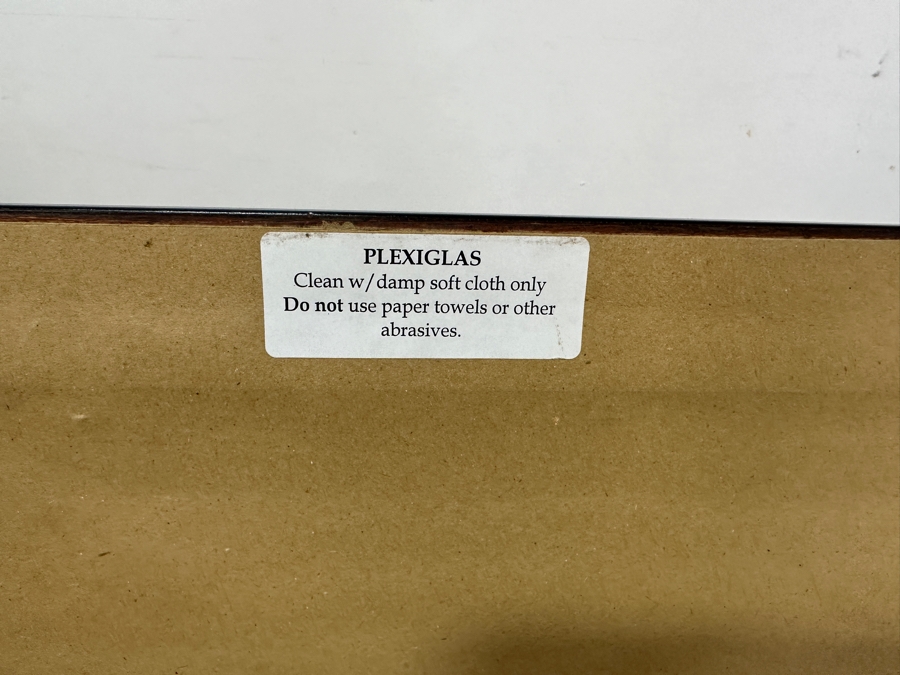 PLEXIGLAS
Clean w/damp soft cloth only
Do not use paper towels or other
abrasives.